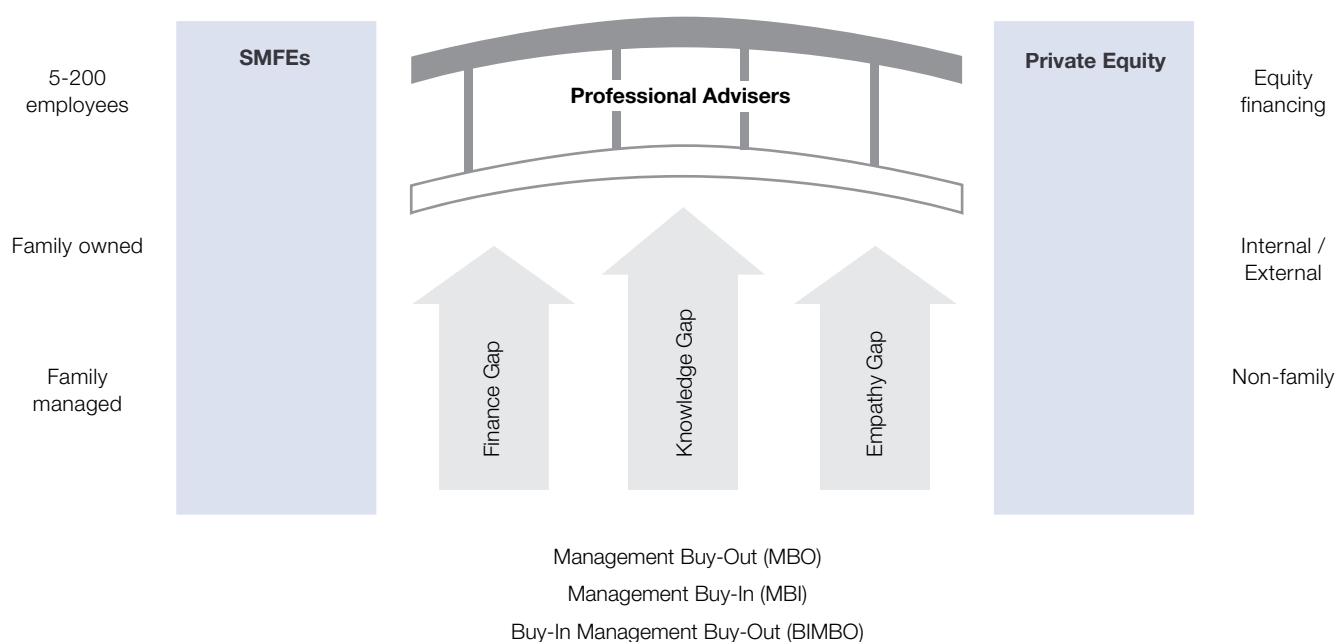 SMFEs
Private Equity
5-200
employees
Professional Advisers
Equity
financing
Family owned
Internal /
External
Family
managed
Finance Gap
Knowledge Gap
Empathy Gap
Non-family
Management Buy-Out (MBO)
Management Buy-In (MBI)
Buy-In Management Buy-Out (BIMBO)